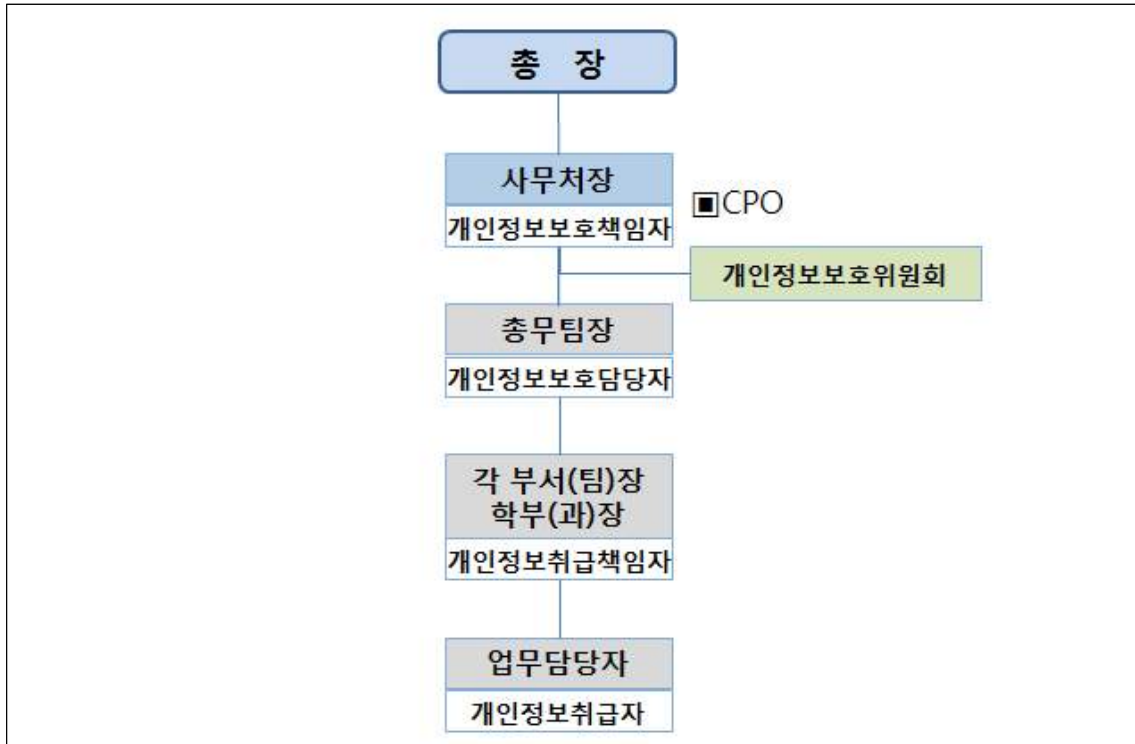 총 장
사무처장
개인정보보호책임자
▣CPO
개인정보보호위원회
총무팀장
개인정보보호담당자
각 부서(팀)장
학부(과)장
개인정보취급책임자
업무담당자
개인정보취급자